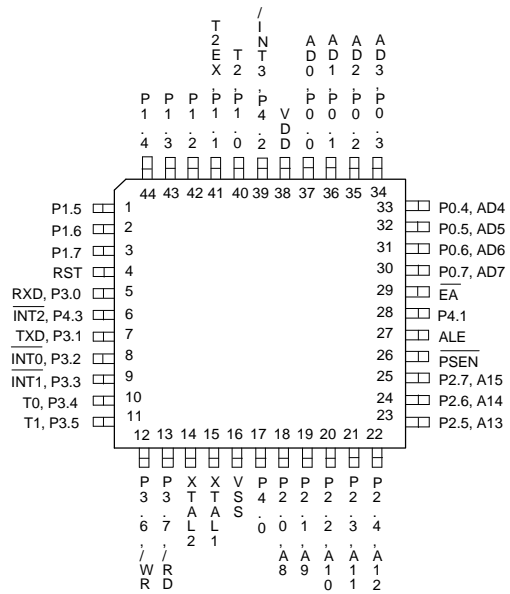 P1.4
P1.3
P1.2
T2EX,P1.1
T2,P1.0
/INT3,P4.2
VDD
AD0,P0.0
AD1,P0.1
AD2,P0.2
AD3,P0.3
44 43 42 41 40 39 38 37 36 35 34
P1.5 1
P1.6 2
P1.7 3
RST 4
RXD, P3.0 5
INT2, P4.3 6
TXD, P3.1 7
INT0, P3.2 8
INT1, P3.3 9
T0, P3.4 10
T1, P3.5 11
33 P0.4, AD4
32 P0.5, AD5
31 P0.6, AD6
30 P0.7, AD7
29 EA
28 P4.1
27 ALE
26 PSEN
25 P2.7, A15
24 P2.6, A14
23 P2.5, A13
12 13 14 15 16 17 18 19 20 21 22
P3.6,/WR
P3.7,/RD
XTAL2
XTAL1
VSS
P4.0
P2.0,A8
P2.1,A9
P2.2,A10
P2.3,A11
P2.4,A12